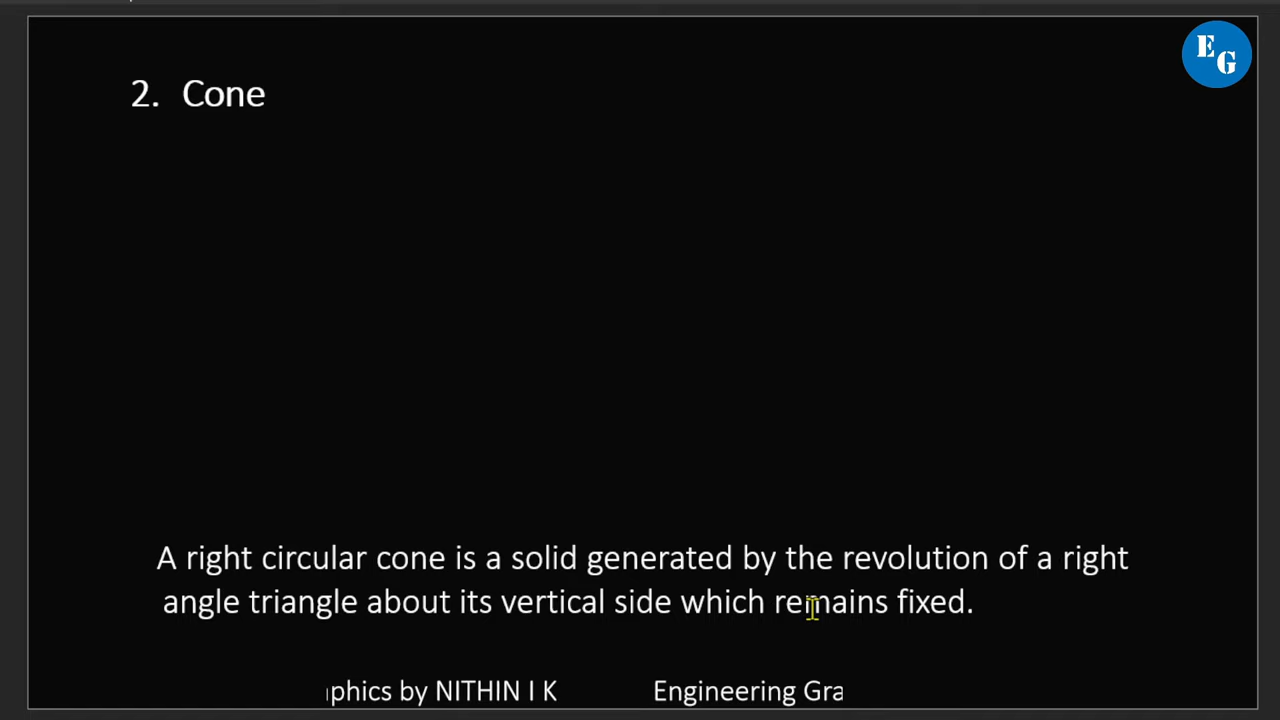 E
G
2. Cone
A right circular cone is a solid generated by the revolution of a right
angle triangle about its vertical side which remains fixed.
phics by NITHIN I K Engineering Gra